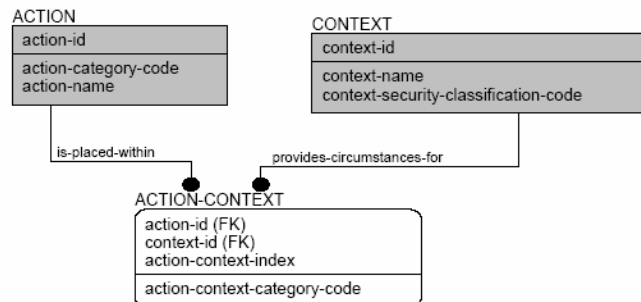 ACTION
action-id
action-category-code
action-name
CONTEXT
context-id
context-name
context-security-classification-code
is-placed-within
provides-circumstances-for
ACTION-CONTEXT
action-id (FK)
context-id (FK)
action-context-index
action-context-category-code